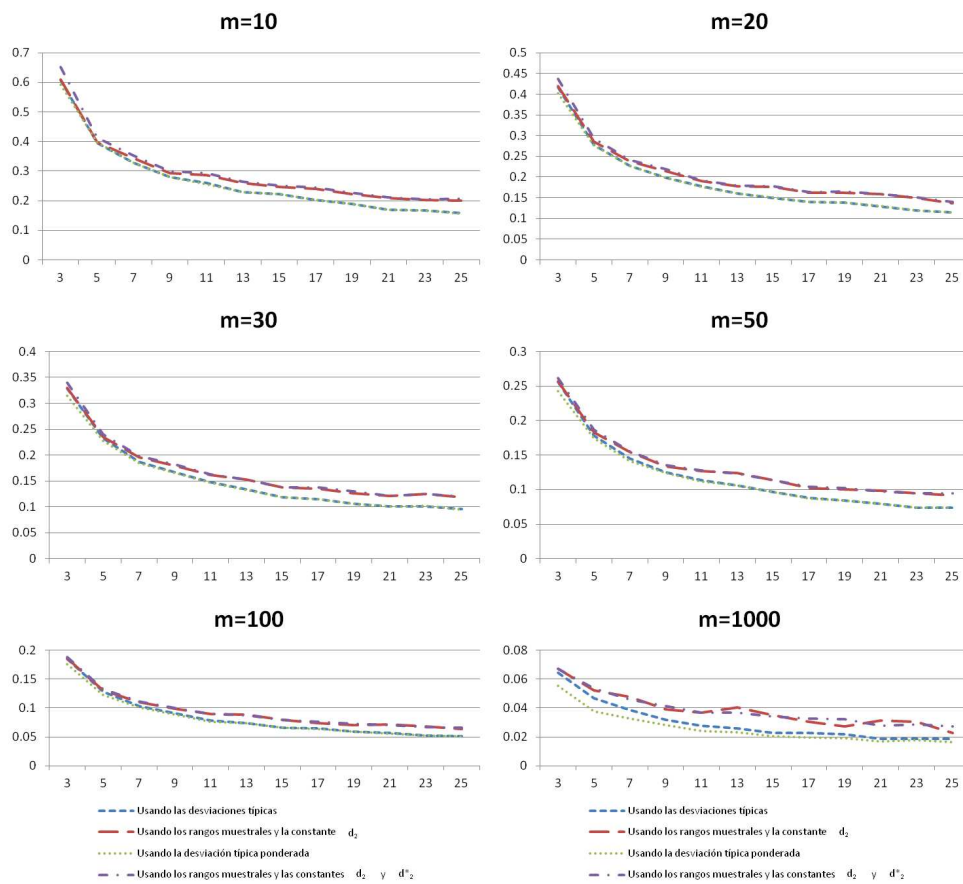 m=10
0.7
0.6
0.5
0.4
0.3
0.2
0.1
0
3 5 7 9 11 13 15 17 19 21 23 25
m=20
0.5
0.45
0.4
0.35
0.3
0.25
0.2
0.15
0.1
0.05
0
3 5 7 9 11 13 15 17 19 21 23 25
m=30
0.4
0.35
0.3
0.25
0.2
0.15
0.1
0.05
0
3 5 7 9 11 13 15 17 19 21 23 25
m=50
0.3
0.25
0.2
0.15
0.1
0.05
0
3 5 7 9 11 13 15 17 19 21 23 25
m=100
0.2
0.15
0.1
0.05
0
3 5 7 9 11 13 15 17 19 21 23 25
Usando las desviaciones típicas
Usando los rangos muestrales y la constante d₂
Usando la desviación típica ponderada
Usando los rangos muestrales y las constantes d₂ y d*₂
m=1000
0.08
0.06
0.04
0.02
0
3 5 7 9 11 13 15 17 19 21 23 25
Usando las desviaciones típicas
Usando los rangos muestrales y la constante d₂
Usando la desviación típica ponderada
Usando los rangos muestrales y las constantes d₂ y d*₂